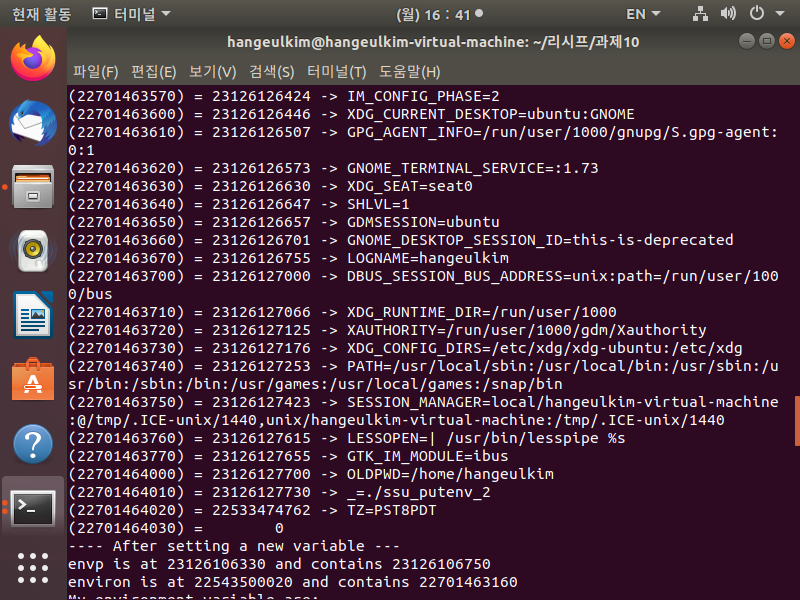 현재 활동 터미널 (월) 16 : 41 EN
hangeulkim@hangeulkim-virtual-machine: ~/리시프/과제10
파일(F) 편집(E) 보기(V) 검색(S) 터미널(T) 도움말(H)
(22701463570) = 23126126424 -> IM_CONFIG_PHASE=2
(22701463600) = 23126126446 -> XDG_CURRENT_DESKTOP=ubuntu:GNOME
(22701463610) = 23126126507 -> GPG_AGENT_INFO=/run/user/1000/gnupg/S.gpg-agent:
0:1
(22701463620) = 23126126573 -> GNOME_TERMINAL_SERVICE=:1.73
(22701463630) = 23126126630 -> XDG_SEAT=seat0
(22701463640) = 23126126647 -> SHLVL=1
(22701463650) = 23126126657 -> GDMSESSION=ubuntu
(22701463660) = 23126126701 -> GNOME_DESKTOP_SESSION_ID=this-is-deprecated
(22701463670) = 23126126755 -> LOGNAME=hangeulkim
(22701463700) = 23126127000 -> DBUS_SESSION_BUS_ADDRESS=unix:path=/run/user/100
0/bus
(22701463710) = 23126127066 -> XDG_RUNTIME_DIR=/run/user/1000
(22701463720) = 23126127125 -> XAUTHORITY=/run/user/1000/gdm/Xauthority
(22701463730) = 23126127176 -> XDG_CONFIG_DIRS=/etc/xdg/xdg-ubuntu:/etc/xdg
(22701463740) = 23126127253 -> PATH=/usr/local/sbin:/usr/local/bin:/usr/sbin:/u
sr/bin:/sbin:/bin:/usr/games:/usr/local/games:/snap/bin
(22701463750) = 23126127423 -> SESSION_MANAGER=local/hangeulkim-virtual-machine
:@/tmp/.ICE-unix/1440,unix/hangeulkim-virtual-machine:/tmp/.ICE-unix/1440
(22701463760) = 23126127615 -> LESSOPEN=| /usr/bin/lesspipe %s
(22701463770) = 23126127655 -> GTK_IM_MODULE=ibus
(22701464000) = 23126127700 -> OLDPWD=/home/hangeulkim
(22701464010) = 23126127730 -> _=./ssu_putenv_2
(22701464020) = 22533474762 -> TZ=PST8PDT
(22701464030) =           0
---- After setting a new variable ---
envp is at 23126106330 and contains 23126106750
environ is at 22543500020 and contains 22701463160
My environment variable are: